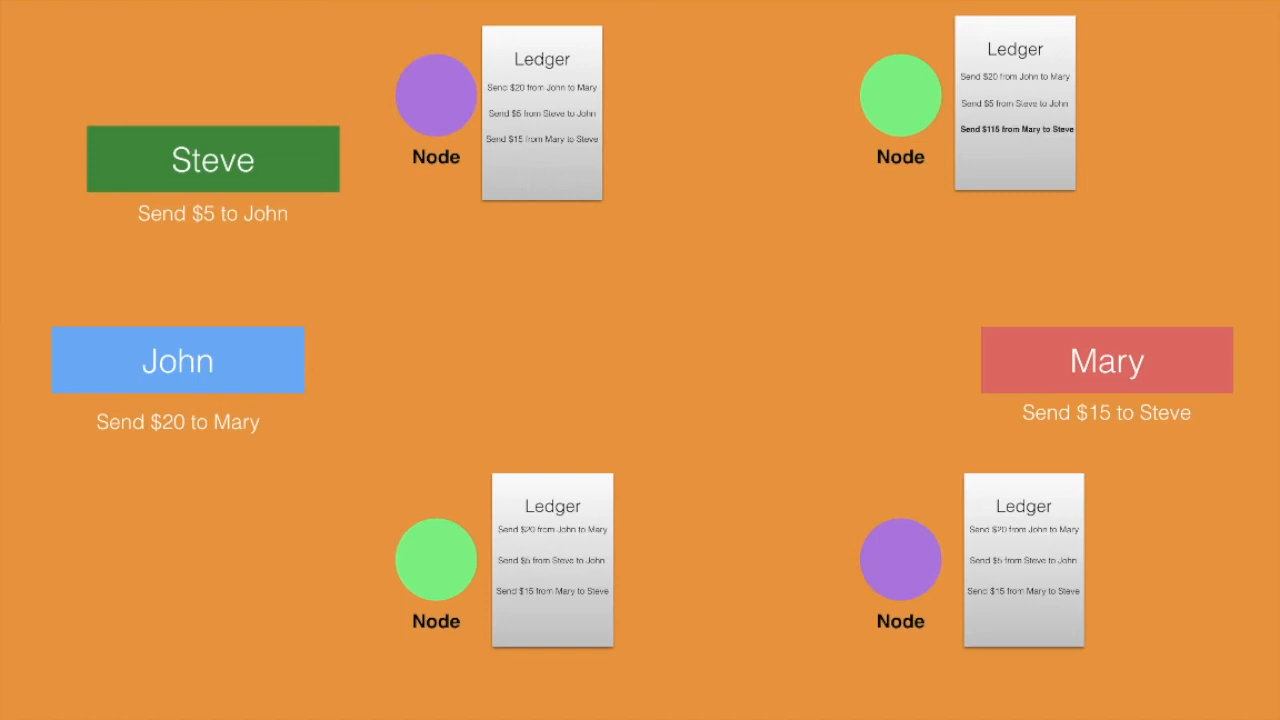 Ledger
Send $20 from John to Mary
Send $5 from Steve to John
Send $15 from Mary to Steve
Node
Ledger
Send $20 from John to Mary
Send $5 from Steve to John
Send $115 from Mary to Steve
Node
Steve
Send $5 to John
John
Send $20 to Mary
Mary
Send $15 to Steve
Ledger
Send $20 from John to Mary
Send $5 from Steve to John
Send $15 from Mary to Steve
Node
Ledger
Send $20 from John to Mary
Send $5 from Steve to John
Send $15 from Mary to Steve
Node